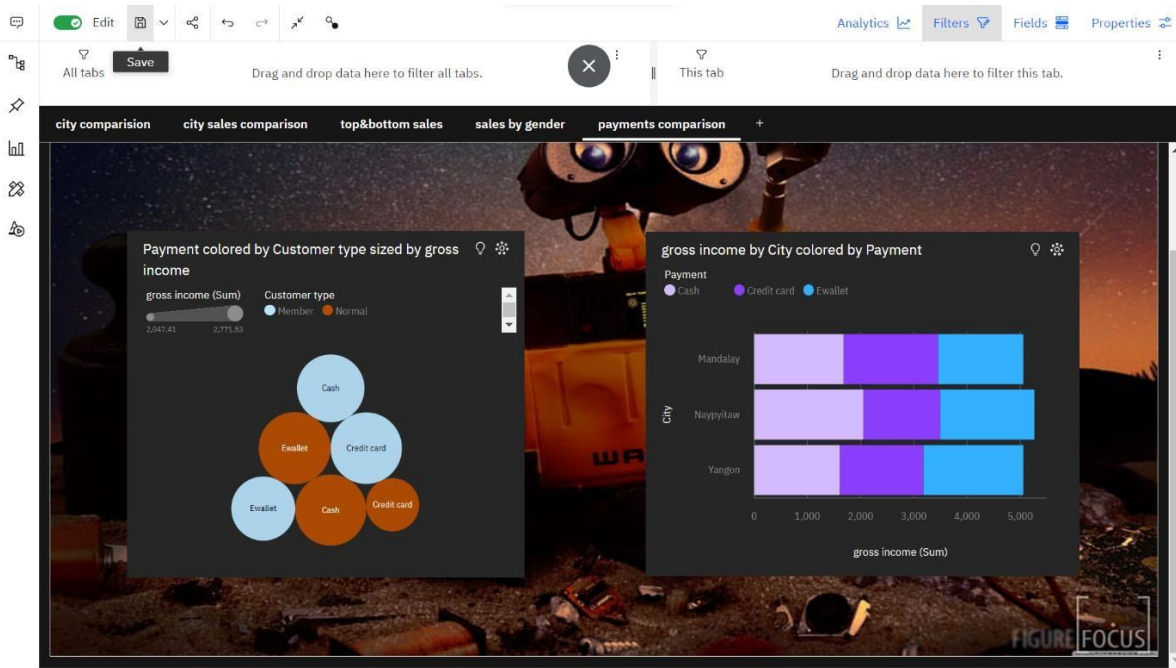 Edit
Analytics
Filters
Fields
Properties
Save
All tabs
Drag and drop data here to filter all tabs.
This tab
Drag and drop data here to filter this tab.
city comparision
city sales comparison
top&bottom sales
sales by gender
payments comparison
+
Payment colored by Customer type sized by gross
income
gross income (Sum)
2,047.41
2,771.53
Customer type
Member
Normal
Cash
Ewallet
Credit card
Ewallet
Cash
Credit card
gross income by City colored by Payment
Payment
Cash
Credit card
Ewallet
City
Mandalay
Naypyitaw
Yangon
0
1,000
2,000
3,000
4,000
5,000
gross income (Sum)
WA
FIGURE FOCUS